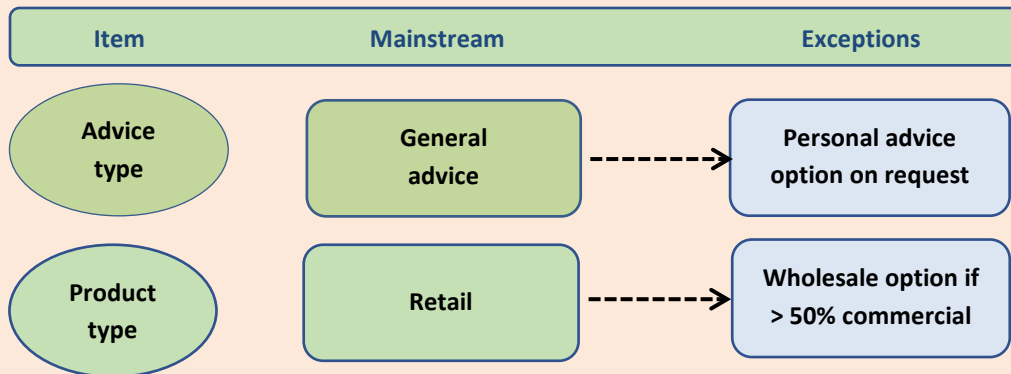 Item Mainstream Exceptions
Advice
type
General
advice
Personal advice
option on request
Product
type
Retail
Wholesale option if
> 50% commercial